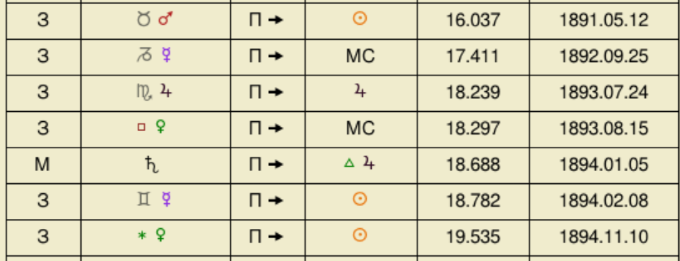 З ♉ ♂ П → ☉ 16.037 1891.05.12
З ♑ ☿ П → MC 17.411 1892.09.25
З ♏ ♃ П → ♃ 18.239 1893.07.24
З □ ♀ П → MC 18.297 1893.08.15
М ♄ П → △ ♃ 18.688 1894.01.05
З ♊ ☿ П → ☉ 18.782 1894.02.08
З ⚹ ♀ П → ☉ 19.535 1894.11.10